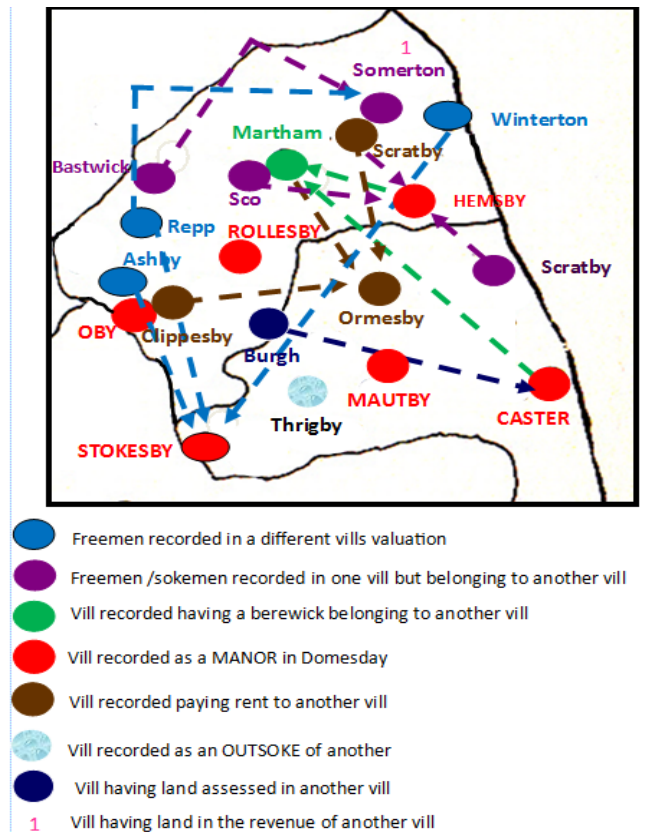 1
Somerton
Winterton
Martham
Scratby
Bastwick
Sco
HEMSBY
Repp
ROLLESBY
Ashby
Scratby
OBY
Clippesby
Ormesby
Burgh
MAUTBY
CASTER
Thrigby
STOKESBY
Freemen recorded in a different vills valuation
Freemen /sokemen recorded in one vill but belonging to another vill
Vill recorded having a berewick belonging to another vill
Vill recorded as a MANOR in Domesday
Vill recorded paying rent to another vill
Vill recorded as an OUTSOKE of another
Vill having land assessed in another vill
1 Vill having land in the revenue of another vill